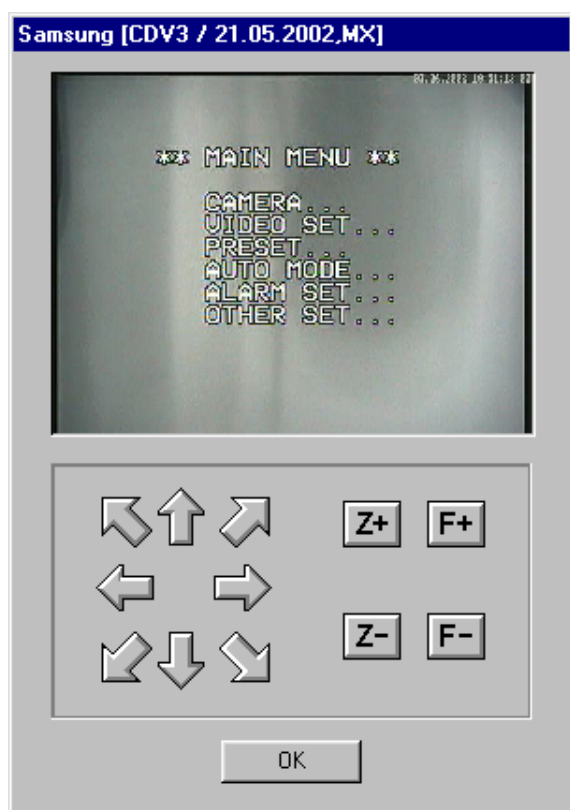 Samsung [CDV3 / 21.05.2002,MX]
** MAIN MENU **
CAMERA...
VIDEO SET...
PRESET...
AUTO MODE...
ALARM SET...
OTHER SET...
Z+ F+
Z- F-
OK